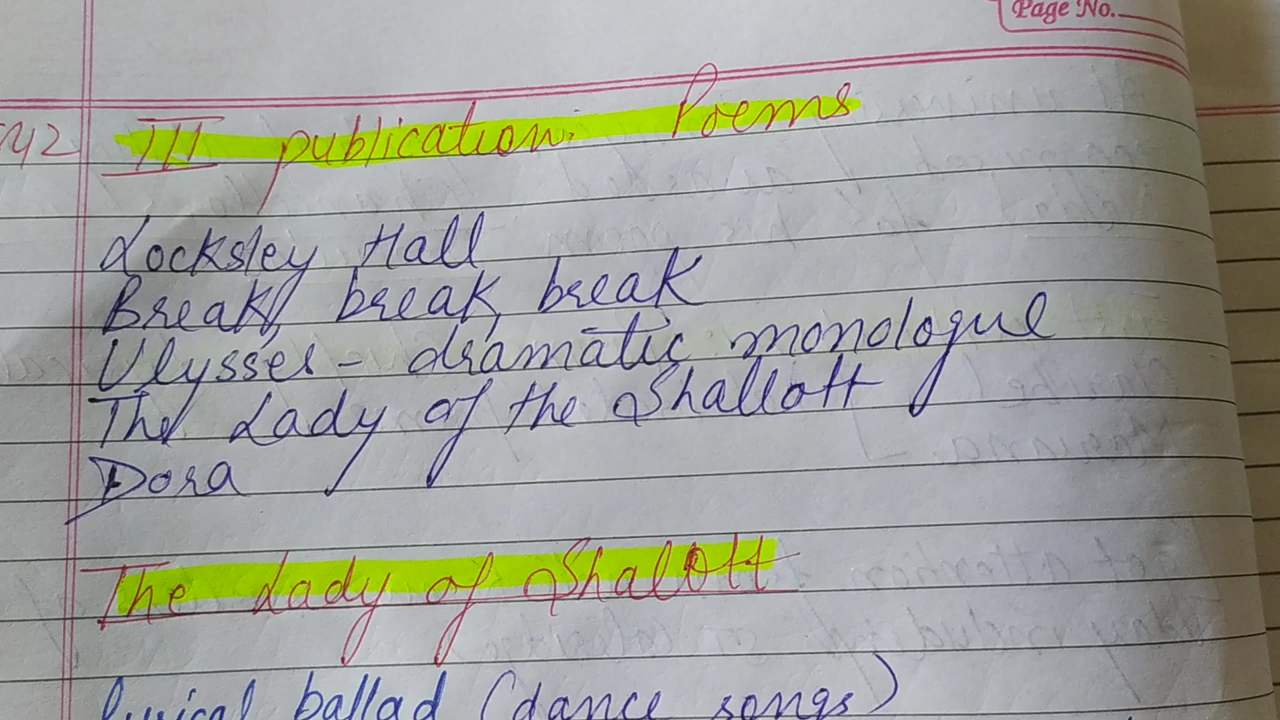 Page No.
III publication. Poems
Locksley Hall
Break, break, break
Ulysses - dramatic monologue
The Lady of the Shallott
Dora
The Lady of Shalott
lyrical ballad (dance songs)